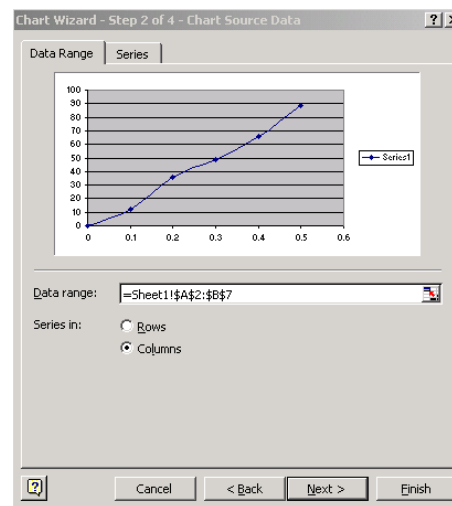 Chart Wizard - Step 2 of 4 - Chart Source Data
Data Range Series
100
90
80
70
60
50
40
30
20
10
0
0 0.1 0.2 0.3 0.4 0.5 0.6
Series1
Data range: =Sheet1!$A$2:$B$7
Series in: Rows
Columns
Cancel < Back Next > Finish